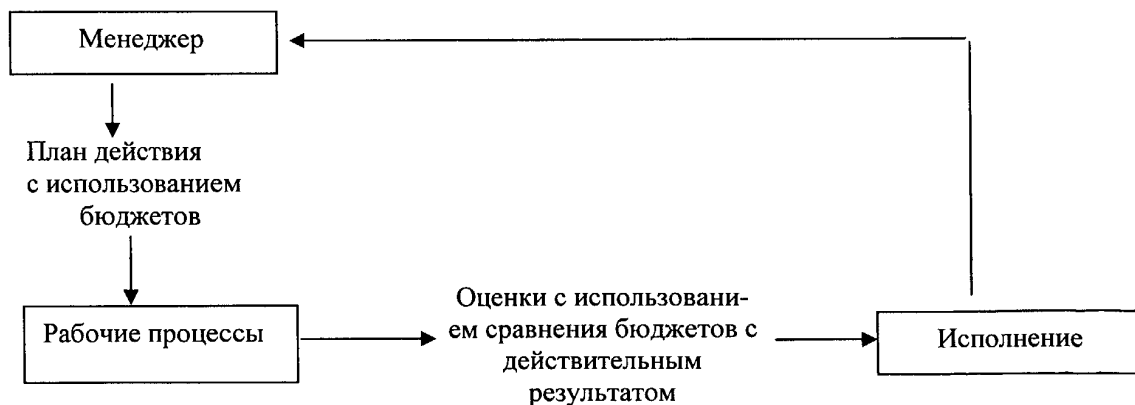 Менеджер
План действия
с использованием
бюджетов
Рабочие процессы
Оценки с использовани-
ем сравнения бюджетов с
действительным
результатом
Исполнение